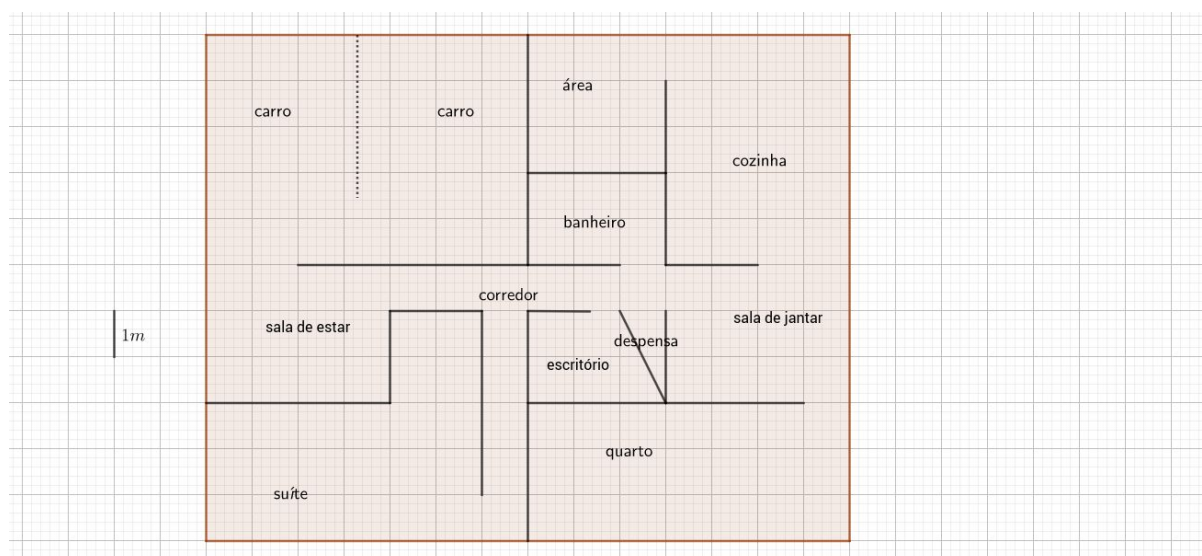 área
carro
carro
cozinha
banheiro
corredor
sala de estar
sala de jantar
1m
despensa
escritório
quarto
suíte